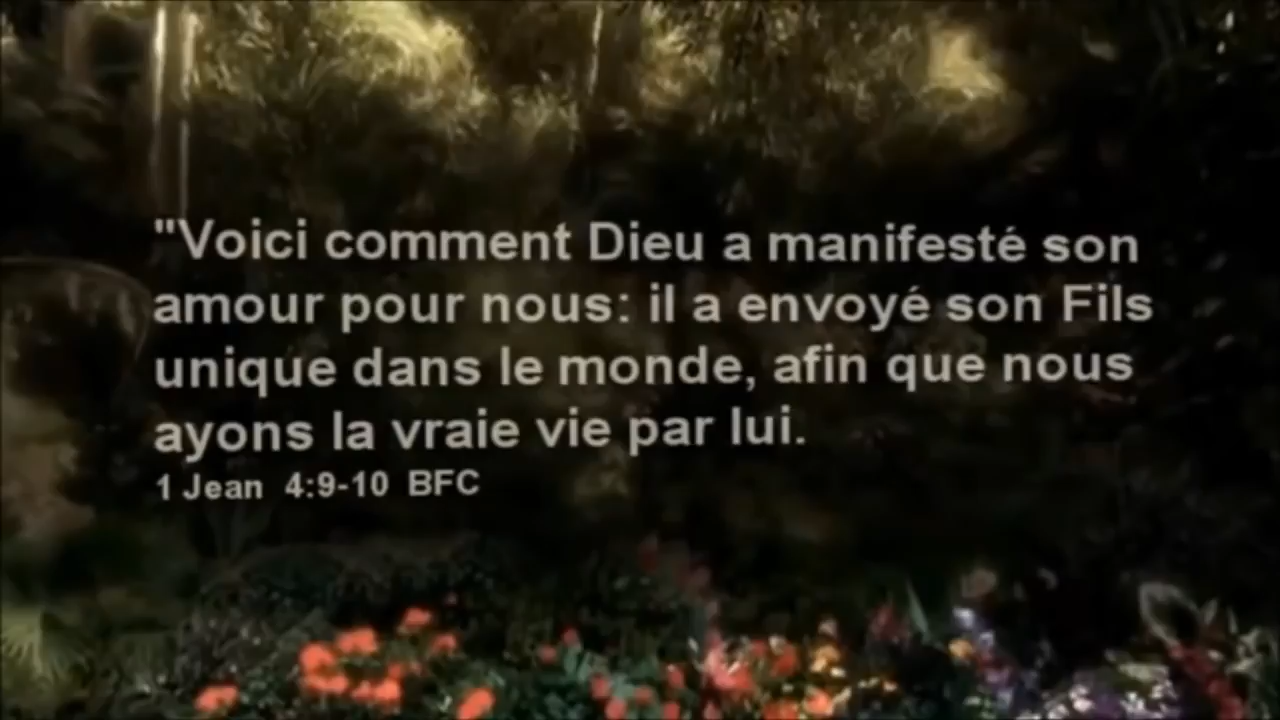 "Voici comment Dieu a manifesté son
amour pour nous: il a envoyé son Fils
unique dans le monde, afin que nous
ayons la vraie vie par lui.
1 Jean 4:9-10 BFC